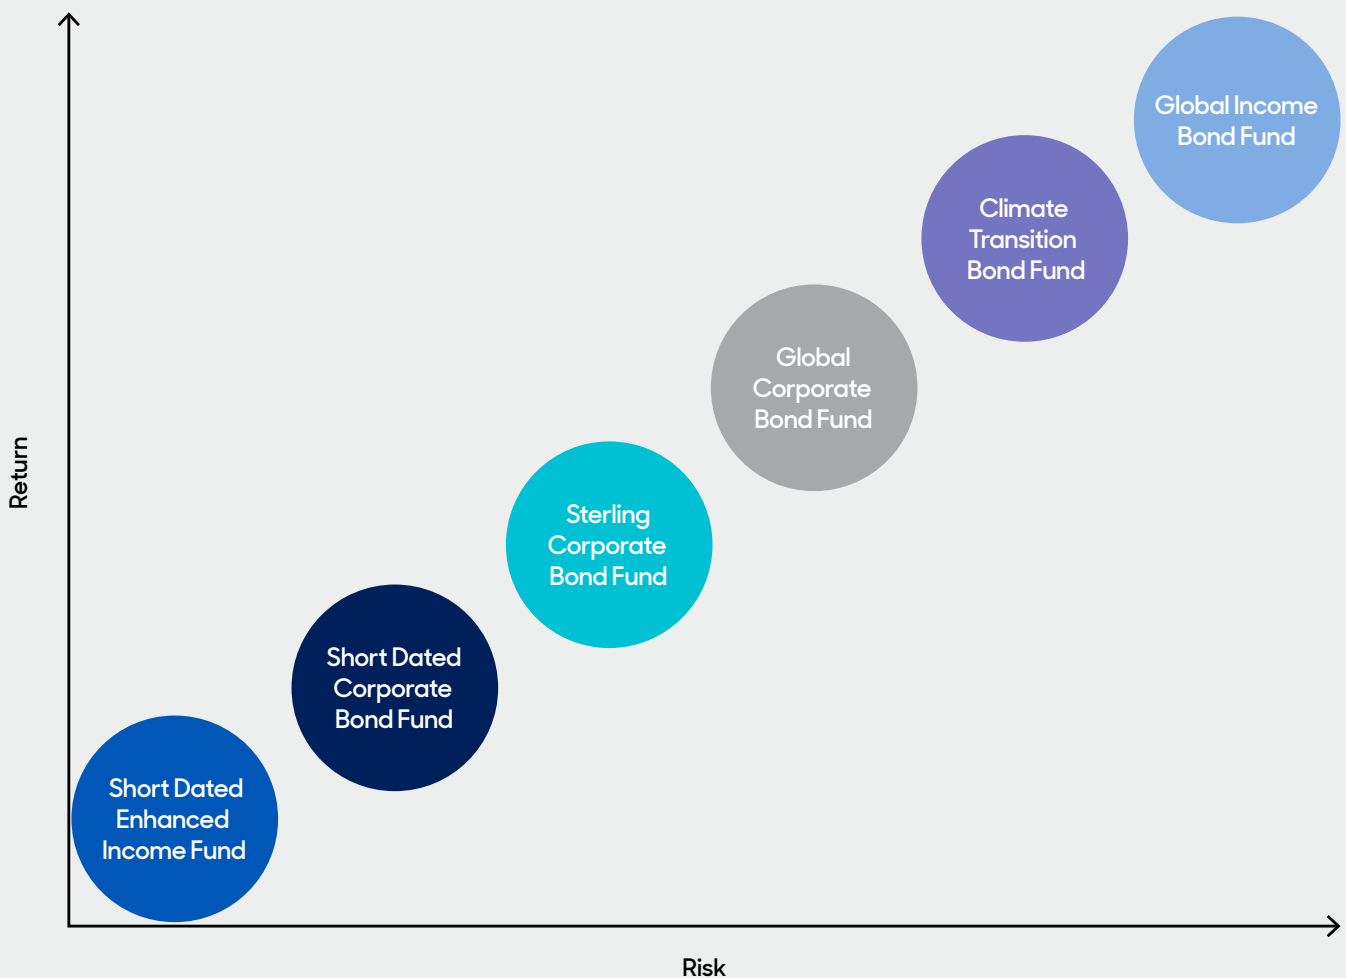 Global Income
Bond Fund
Climate
Transition
Bond Fund
Global
Corporate
Bond Fund
Sterling
Corporate
Bond Fund
Short Dated
Corporate
Bond Fund
Short Dated
Enhanced
Income Fund
Return
Risk